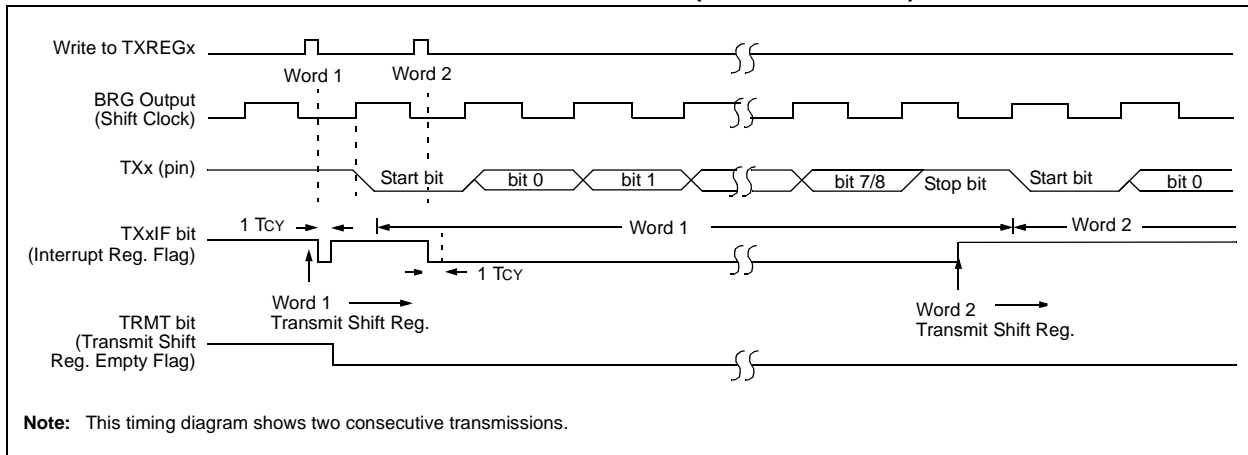 Write to TXREGx
Word 1
Word 2
BRG Output
(Shift Clock)
TXx (pin)
Start bit
bit 0
bit 1
bit 7/8
Stop bit
Start bit
bit 0
1 TCY
TXxIF bit
(Interrupt Reg. Flag)
Word 1
Word 2
1 TCY
Word 1
Transmit Shift Reg.
Word 2
Transmit Shift Reg.
TRMT bit
(Transmit Shift
Reg. Empty Flag)
Note: This timing diagram shows two consecutive transmissions.